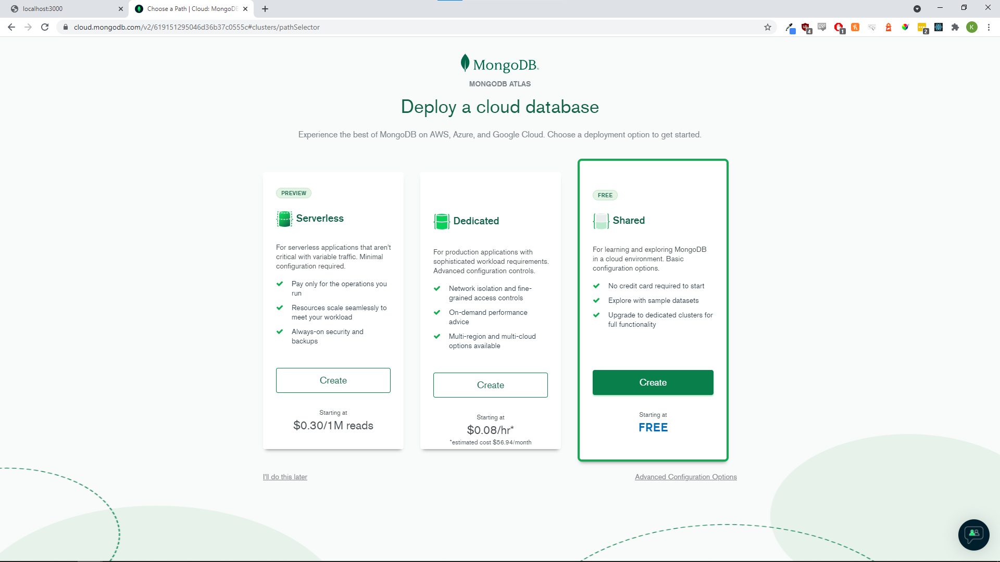 localhost:3000
Choose a Path | Cloud: MongoDB
cloud.mongodb.com/v2/619151295046d36b37c0555c#clusters/pathSelector
4
1
2
K
MongoDB.
MONGODB ATLAS
Deploy a cloud database
Experience the best of MongoDB on AWS, Azure, and Google Cloud. Choose a deployment option to get started.
PREVIEW
Serverless
For serverless applications that aren't
critical with variable traffic. Minimal
configuration required.
Pay only for the operations you
run
Resources scale seamlessly to
meet your workload
Always-on security and
backups
Create
Starting at
$0.30/1M reads
Dedicated
For production applications with
sophisticated workload requirements.
Advanced configuration controls.
Network isolation and fine-
grained access controls
On-demand performance
advice
Multi-region and multi-cloud
options available
Create
Starting at
$0.08/hr*
*estimated cost $56.94/month
FREE
Shared
For learning and exploring MongoDB
in a cloud environment. Basic
configuration options.
No credit card required to start
Explore with sample datasets
Upgrade to dedicated clusters for
full functionality
Create
Starting at
FREE
I'll do this later
Advanced Configuration Options